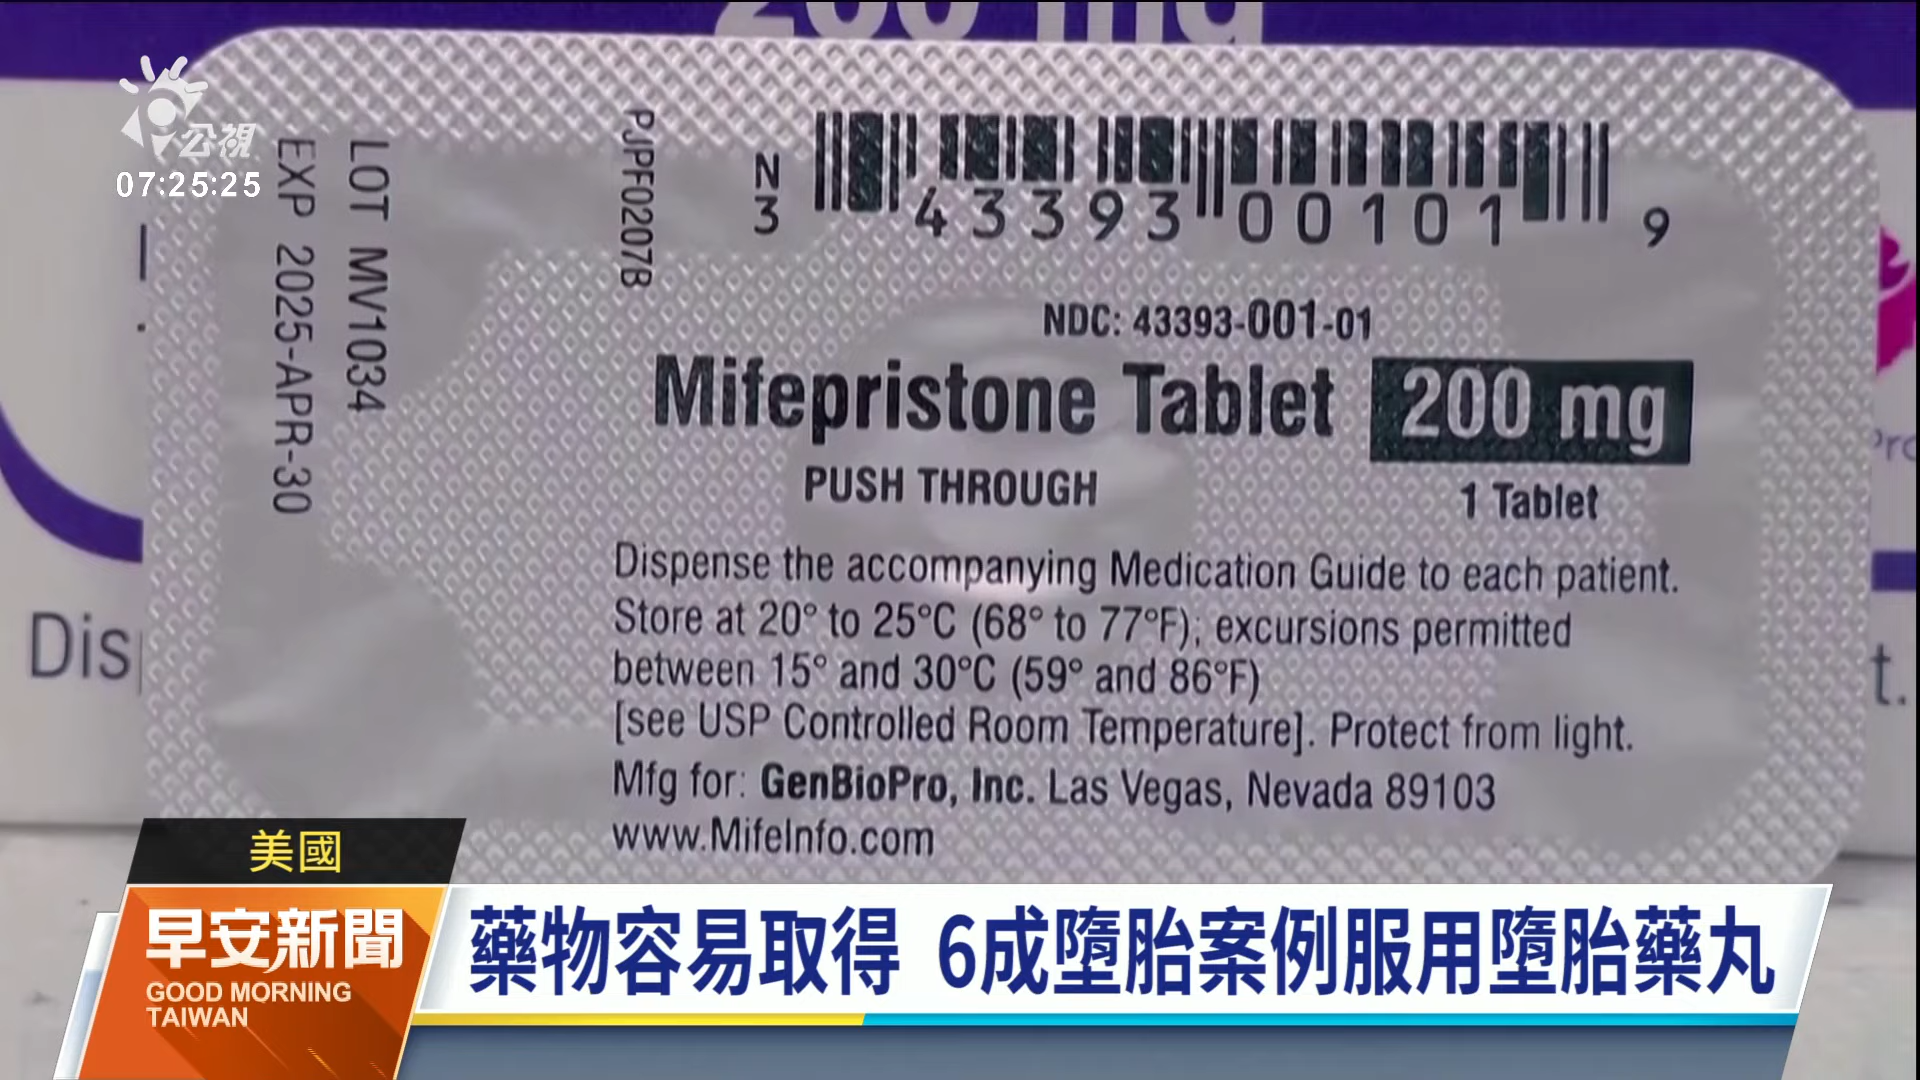 200 mg
公視
07:25:25
LOT MV1034
EXP 2025-APR-30
PJPF0207B
N
3
43393 00101
9
NDC: 43393-001-01
Mifepristone Tablet 200 mg
PUSH THROUGH
1 Tablet
Dispense the accompanying Medication Guide to each patient.
Store at 20° to 25°C (68° to 77°F); excursions permitted
between 15° and 30°C (59° and 86°F)
[see USP Controlled Room Temperature]. Protect from light.
Mfg for: GenBioPro, Inc. Las Vegas, Nevada 89103
www.MifeInfo.com
Dis
t.
美國
早安新聞
GOOD MORNING
TAIWAN
藥物容易取得 6成墮胎案例服用墮胎藥丸